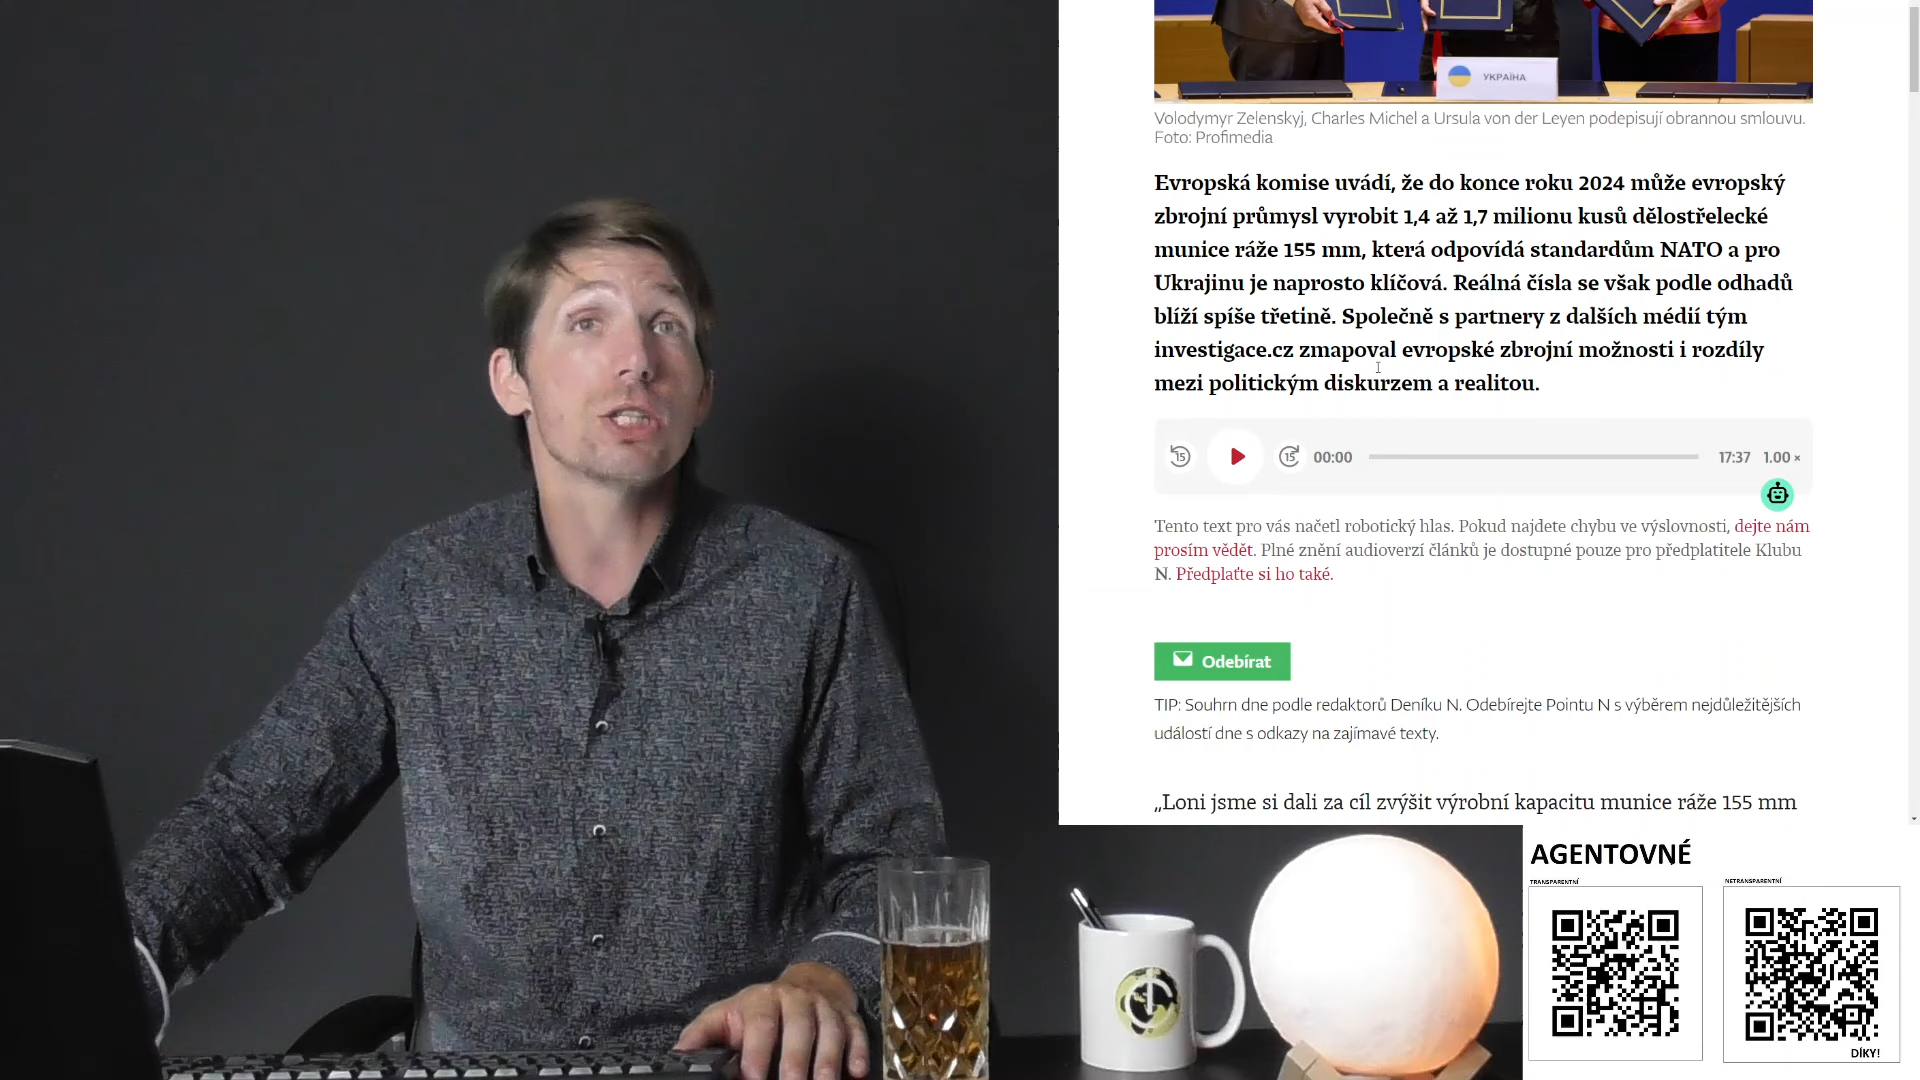 УКРАЇНА
Volodymyr Zelenskyj, Charles Michel a Ursula von der Leyen podepisují obrannou smlouvu.
Foto: Profimedia
Evropská komise uvádí, že do konce roku 2024 může evropský
zbrojní průmysl vyrobit 1,4 až 1,7 milionu kusů dělostřelecké
munice ráže 155 mm, která odpovídá standardům NATO a pro
Ukrajinu je naprosto klíčová. Reálná čísla se však podle odhadů
blíží spíše třetině. Společně s partnery z dalších médií tým
investigace.cz zmapoval evropské zbrojní možnosti i rozdíly
mezi politickým diskurzem a realitou.
15
15
00:00
17:37
1.00 ×
Tento text pro vás načetl robotický hlas. Pokud najdete chybu ve výslovnosti, dejte nám
prosím vědět. Plné znění audioverzí článků je dostupné pouze pro předplatitele Klubu
N. Předplaťte si ho také.
Odebírat
TIP: Souhrn dne podle redaktorů Deníku N. Odebírejte Pointu N s výběrem nejdůležitějších
událostí dne s odkazy na zajímavé texty.
„Loni jsme si dali za cíl zvýšit výrobní kapacitu munice ráže 155 mm
AGENTOVNÉ
TRANSPARENTNÍ
NETRANSPARENTNÍ
DÍKY!